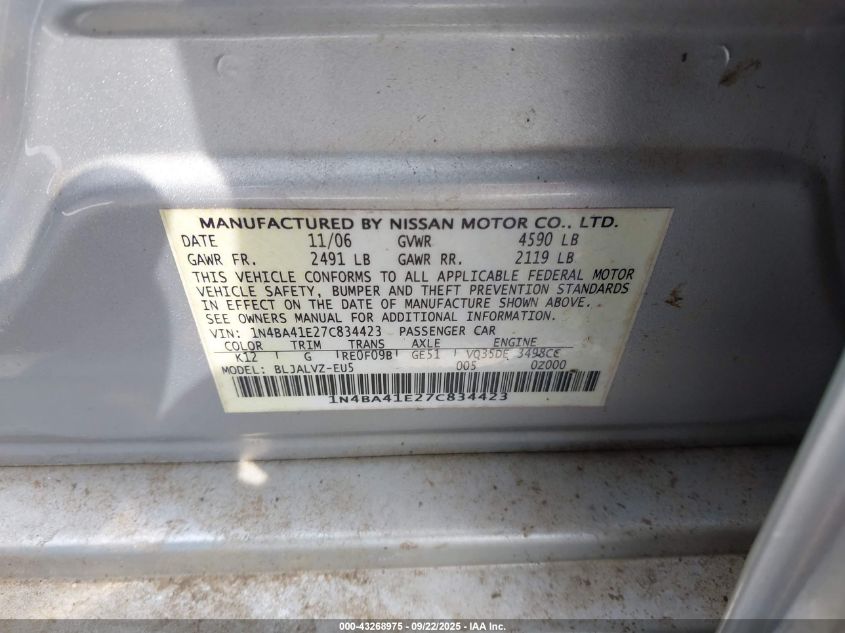 MANUFACTURED BY NISSAN MOTOR CO., LTD.
DATE 11/06 GVWR 4590 LB
GAWR FR. 2491 LB GAWR RR. 2119 LB
THIS VEHICLE CONFORMS TO ALL APPLICABLE FEDERAL MOTOR
VEHICLE SAFETY, BUMPER AND THEFT PREVENTION STANDARDS
IN EFFECT ON THE DATE OF MANUFACTURE SHOWN ABOVE.
SEE OWNERS MANUAL FOR ADDITIONAL INFORMATION.
VIN: 1N4BA41E27C834423 PASSENGER CAR
COLOR TRIM TRANS AXLE ENGINE
K12 G RE0F09B GE51 VQ35DE 3498CC
MODEL: BLJALVZ-EU5 005 0Z000
1N4BA41E27C834423
000-43268975 - 09/22/2025 - IAA Inc.